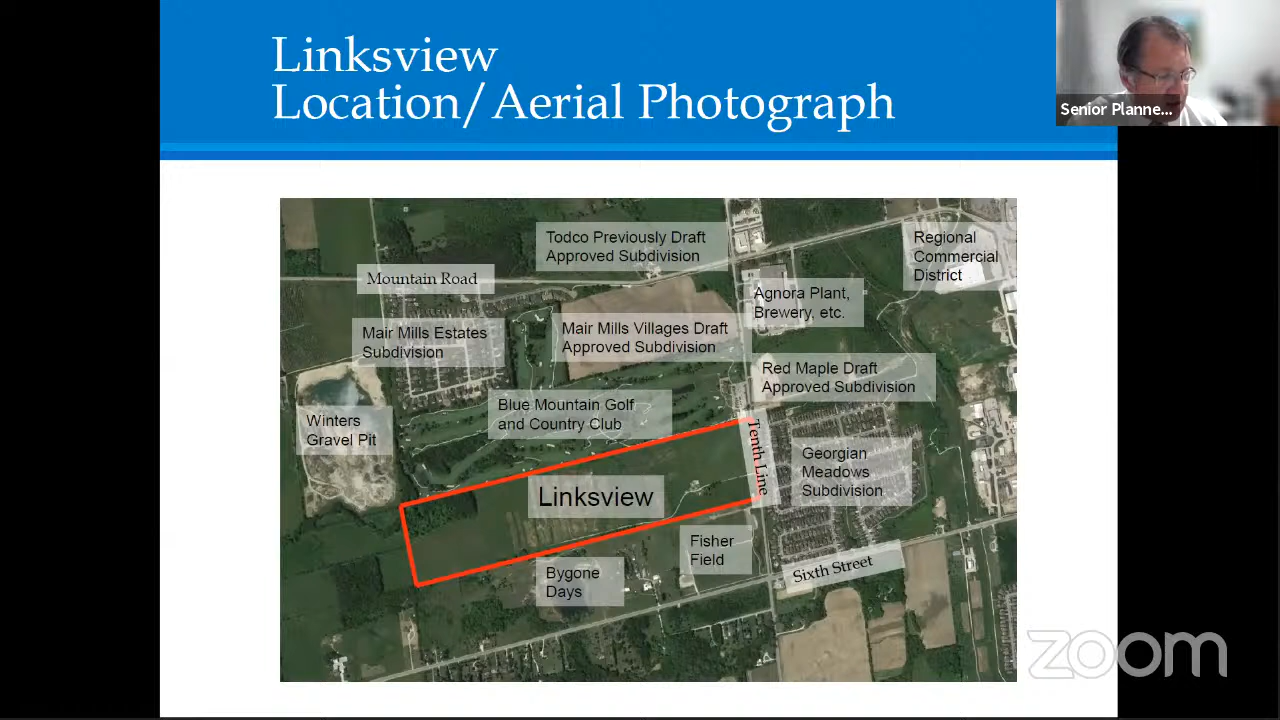 Linksview
Location/Aerial Photograph
Senior Planne...
Todco Previously Draft
Approved Subdivision
Regional
Commercial
District
Mountain Road
Agnora Plant,
Brewery, etc.
Mair Mills Estates
Subdivision
Mair Mills Villages Draft
Approved Subdivision
Red Maple Draft
Approved Subdivision
Blue Mountain Golf
and Country Club
Winters
Gravel Pit
Tenth Line
Georgian
Meadows
Subdivision
Linksview
Fisher
Field
Bygone
Days
Sixth Street
zoom